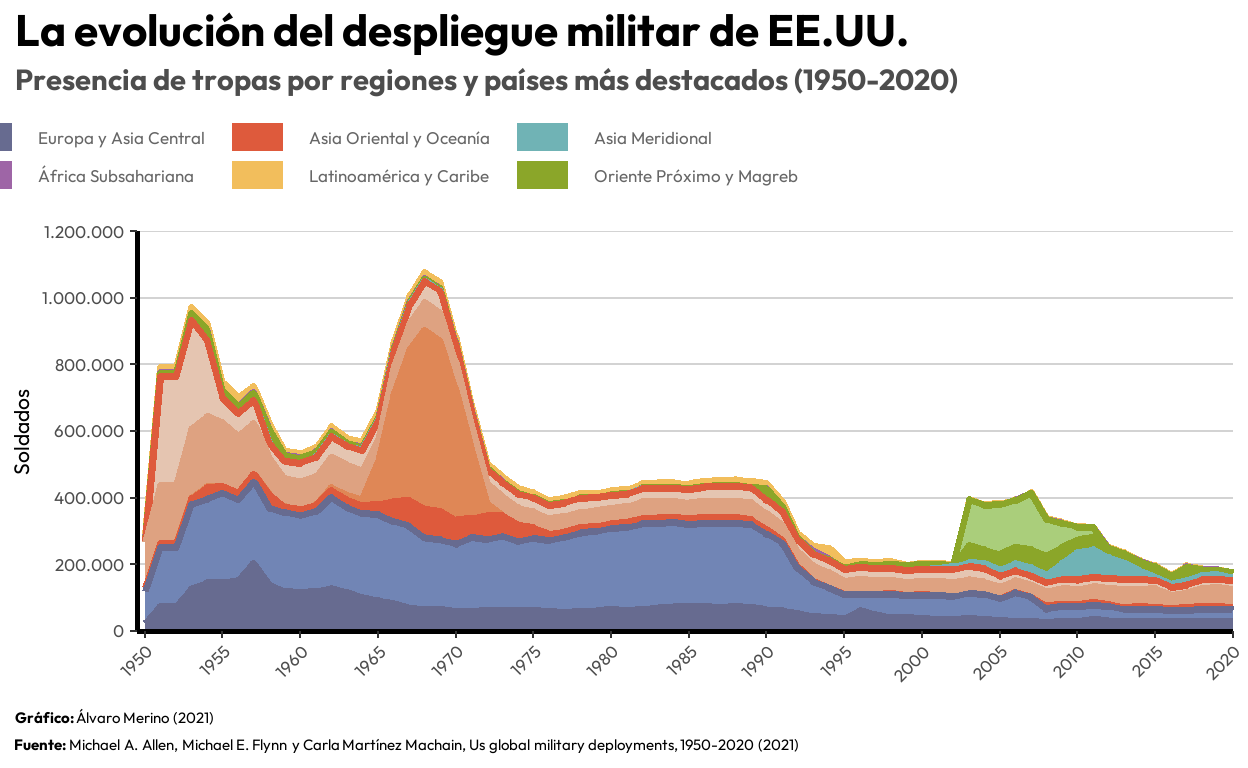 La evolución del despliegue militar de EE.UU.
Presencia de tropas por regiones y países más destacados (1950-2020)
Europa y Asia Central
Asia Oriental y Oceanía
Asia Meridional
África Subsahariana
Latinoamérica y Caribe
Oriente Próximo y Magreb
Soldados
1.200.000
1.000.000
800.000
600.000
400.000
200.000
0
1950
1955
1960
1965
1970
1975
1980
1985
1990
1995
2000
2005
2010
2015
2020
Gráfico: Álvaro Merino (2021)
Fuente: Michael A. Allen, Michael E. Flynn y Carla Martínez Machain, Us global military deployments, 1950-2020 (2021)